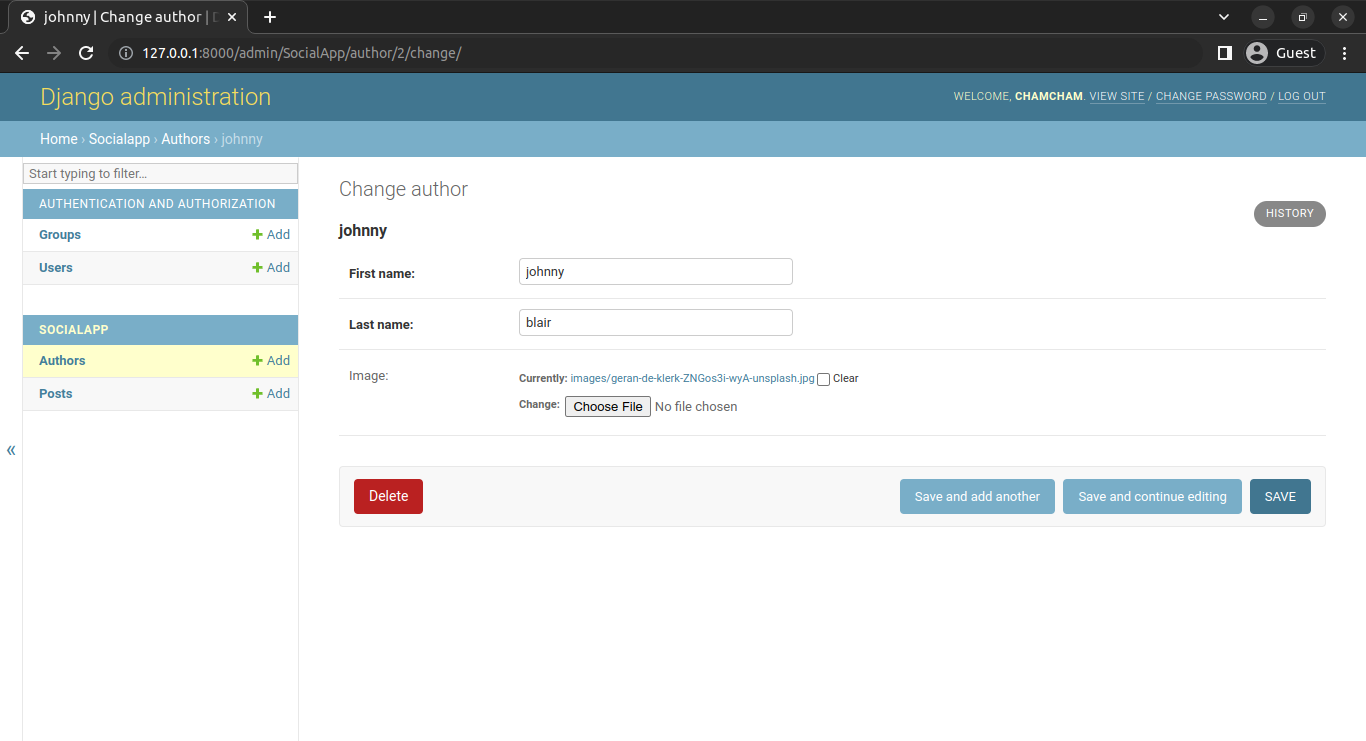 johnny | Change author | D
127.0.0.1:8000/admin/SocialApp/author/2/change/
Guest
Django administration
WELCOME, CHAMCHAM. VIEW SITE / CHANGE PASSWORD / LOG OUT
Home › Socialapp › Authors › johnny
Start typing to filter...
AUTHENTICATION AND AUTHORIZATION
Groups + Add
Users + Add
SOCIALAPP
Authors + Add
Posts + Add
«
Change author
HISTORY
johnny
First name: johnny
Last name: blair
Image: Currently: images/geran-de-klerk-ZNGos3i-wyA-unsplash.jpg Clear
Change: Choose File No file chosen
Delete Save and add another Save and continue editing SAVE